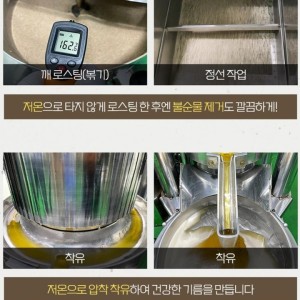 162.
깨 로스팅(볶기)
정선 작업
저온으로 타지 않게 로스팅 한 후엔 불순물 제거도 깔끔하게!
착유
착유
저온으로 압착 착유하여 건강한 기름을 만듭니다